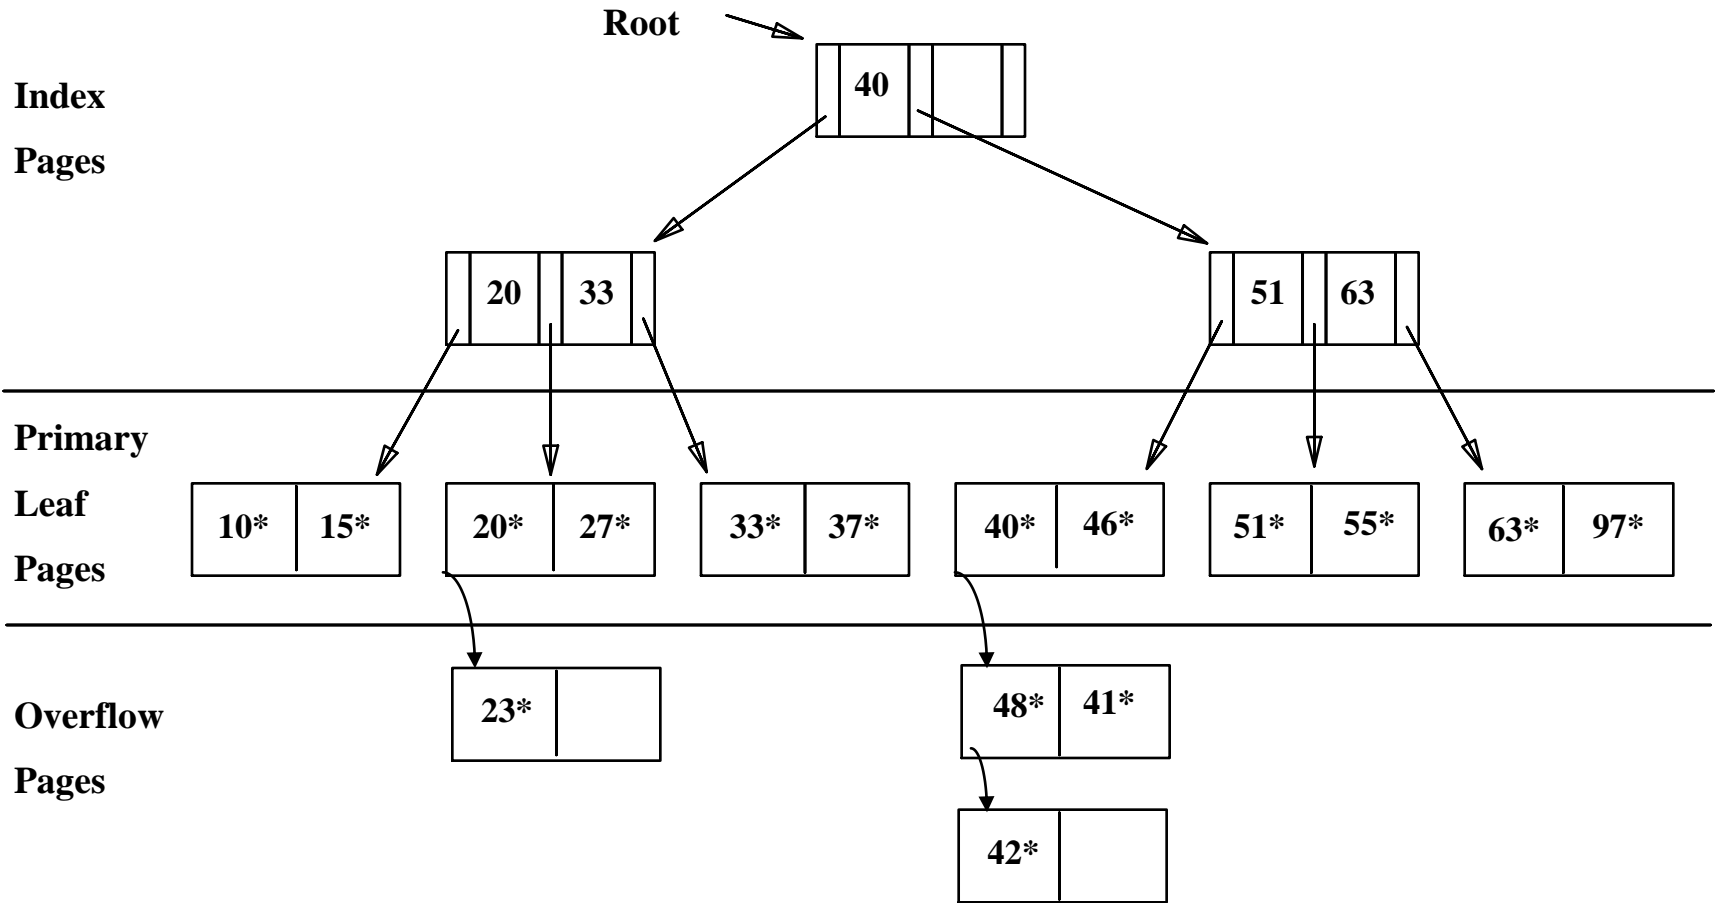 Root
Index
Pages
40
20 33
51 63
Primary
Leaf
Pages
10* 15*
20* 27*
33* 37*
40* 46*
51* 55*
63* 97*
Overflow
Pages
23*
48* 41*
42*